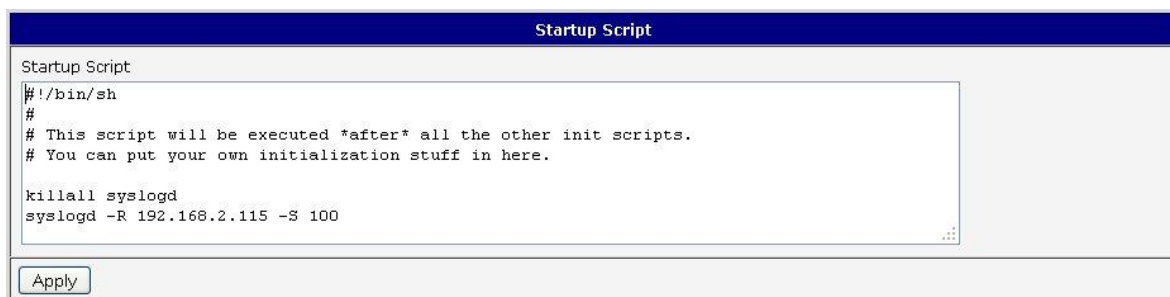 Startup Script
Startup Script
#!/bin/sh
#
# This script will be executed *after* all the other init scripts.
# You can put your own initialization stuff in here.
killall syslogd
syslogd -R 192.168.2.115 -S 100
Apply